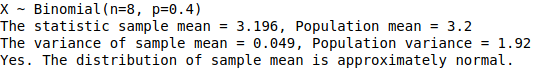 X ~ Binomial(n=8, p=0.4)
The statistic sample mean = 3.196, Population mean = 3.2
The variance of sample mean = 0.049, Population variance = 1.92
Yes. The distribution of sample mean is approximately normal.